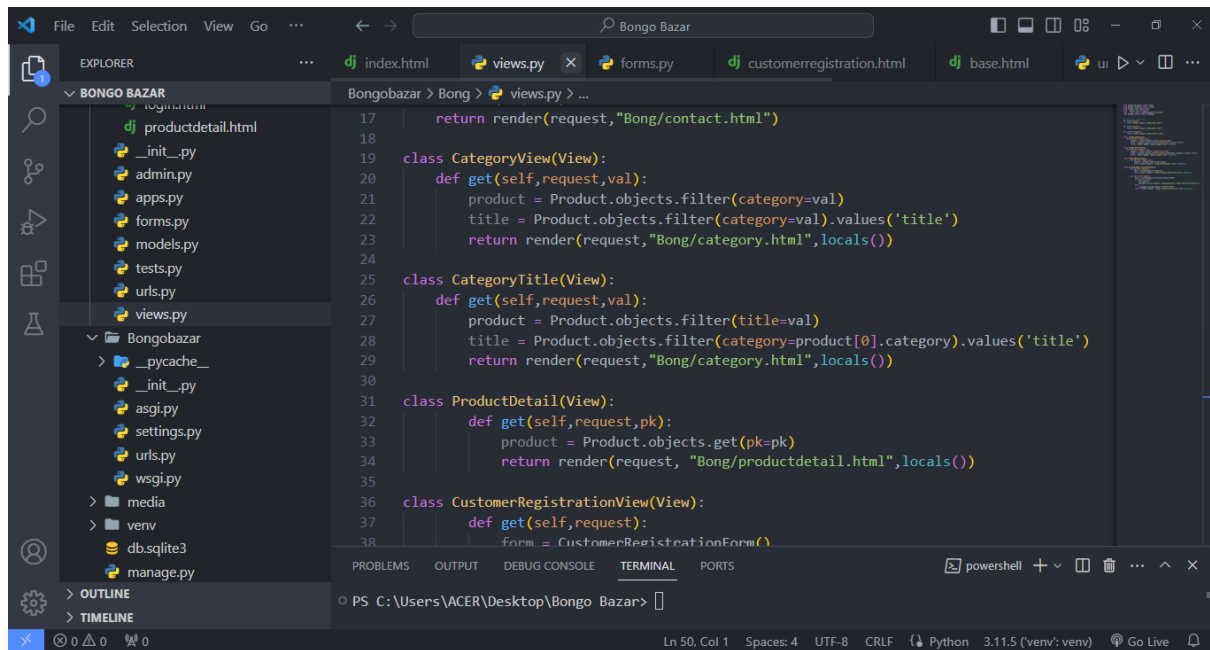 File Edit Selection View Go ··· Bongo Bazar
EXPLORER ···
index.html views.py forms.py customerregistration.html base.html
BONGO BAZAR
Bongobazar > Bong > views.py > ...
login.html
productdetail.html
__init__.py
admin.py
apps.py
forms.py
models.py
tests.py
urls.py
views.py
Bongobazar
__pycache__
__init__.py
asgi.py
settings.py
urls.py
wsgi.py
media
venv
db.sqlite3
manage.py
OUTLINE
TIMELINE
17 return render(request,"Bong/contact.html")
18
19 class CategoryView(View):
20 def get(self,request,val):
21 product = Product.objects.filter(category=val)
22 title = Product.objects.filter(category=val).values('title')
23 return render(request,"Bong/category.html",locals())
24
25 class CategoryTitle(View):
26 def get(self,request,val):
27 product = Product.objects.filter(title=val)
28 title = Product.objects.filter(category=product[0].category).values('title')
29 return render(request,"Bong/category.html",locals())
30
31 class ProductDetail(View):
32 def get(self,request,pk):
33 product = Product.objects.get(pk=pk)
34 return render(request, "Bong/productdetail.html",locals())
35
36 class CustomerRegistrationView(View):
37 def get(self,request):
38 form = CustomerRegistrationForm()
PROBLEMS OUTPUT DEBUG CONSOLE TERMINAL PORTS powershell
PS C:\Users\ACER\Desktop\Bongo Bazar>
0 0 0 Ln 50, Col 1 Spaces: 4 UTF-8 CRLF Python 3.11.5 ('venv': venv) Go Live